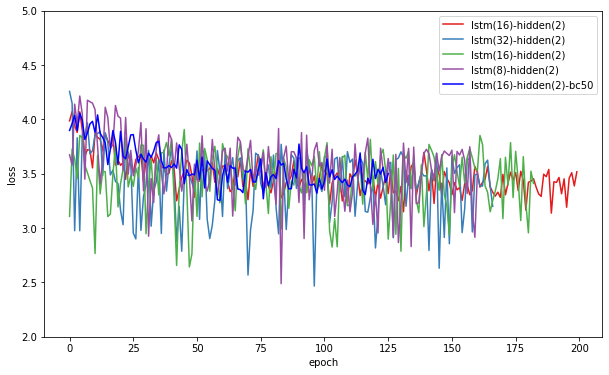 5.0
4.5
4.0
3.5
3.0
2.5
2.0
loss
lstm(16)-hidden(2)
lstm(32)-hidden(2)
lstm(16)-hidden(2)
lstm(8)-hidden(2)
lstm(16)-hidden(2)-bc50
0 25 50 75 100 125 150 175 200
epoch